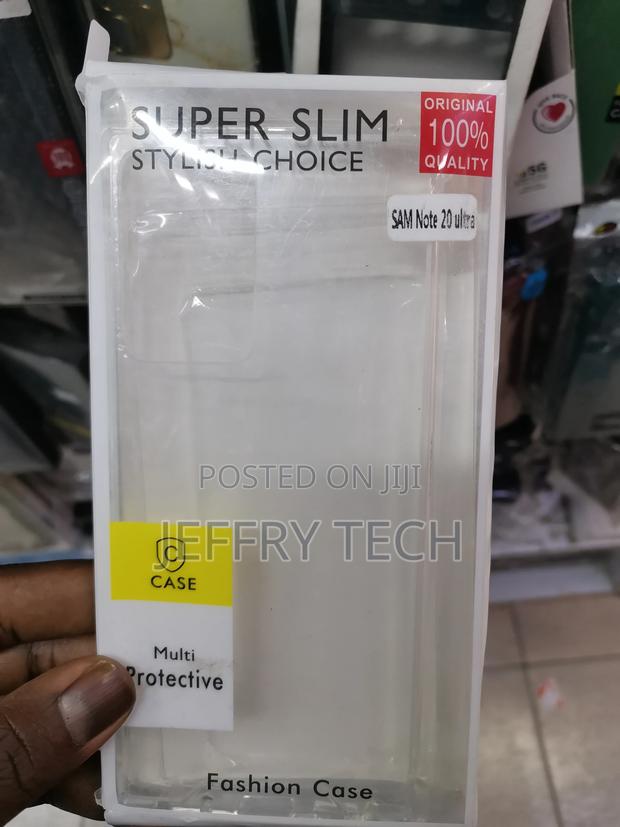 SUPER SLIM
STYLISH CHOICE
ORIGINAL
100%
QUALITY
SAM Note 20 ultra
POSTED ON JIJI
JEFFRY TECH
C
CASE
Multi
Protective
Fashion Case